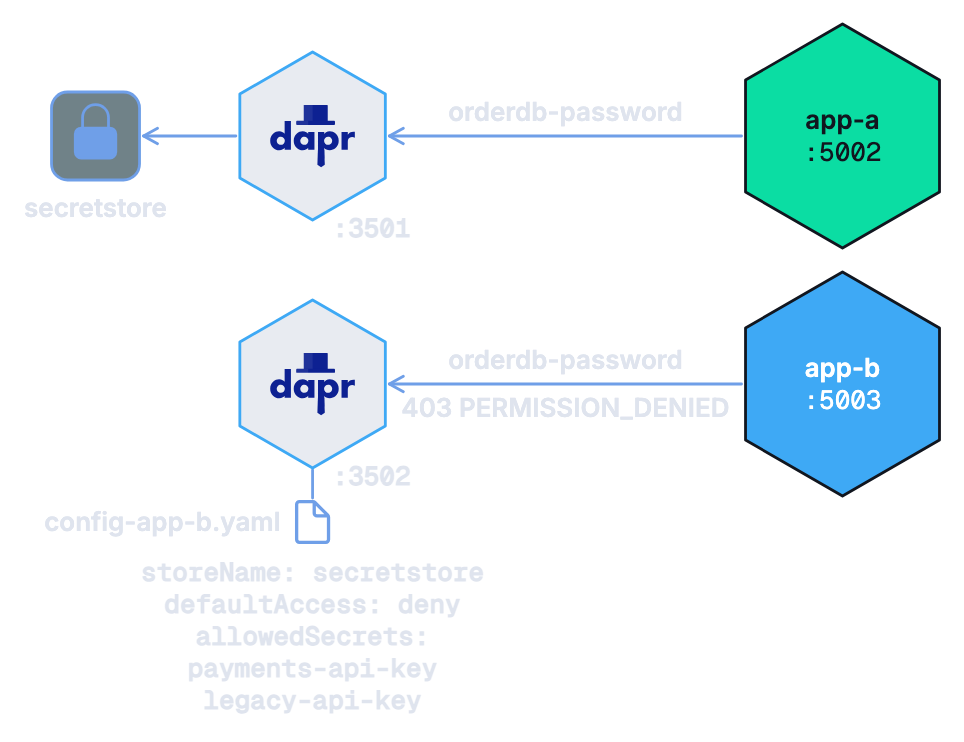 orderdb-password
app-a
:5002
dapr
secretstore
:3501
orderdb-password
app-b
:5003
dapr
403 PERMISSION_DENIED
:3502
config-app-b.yaml
storeName: secretstore
defaultAccess: deny
allowedSecrets:
payments-api-key
legacy-api-key